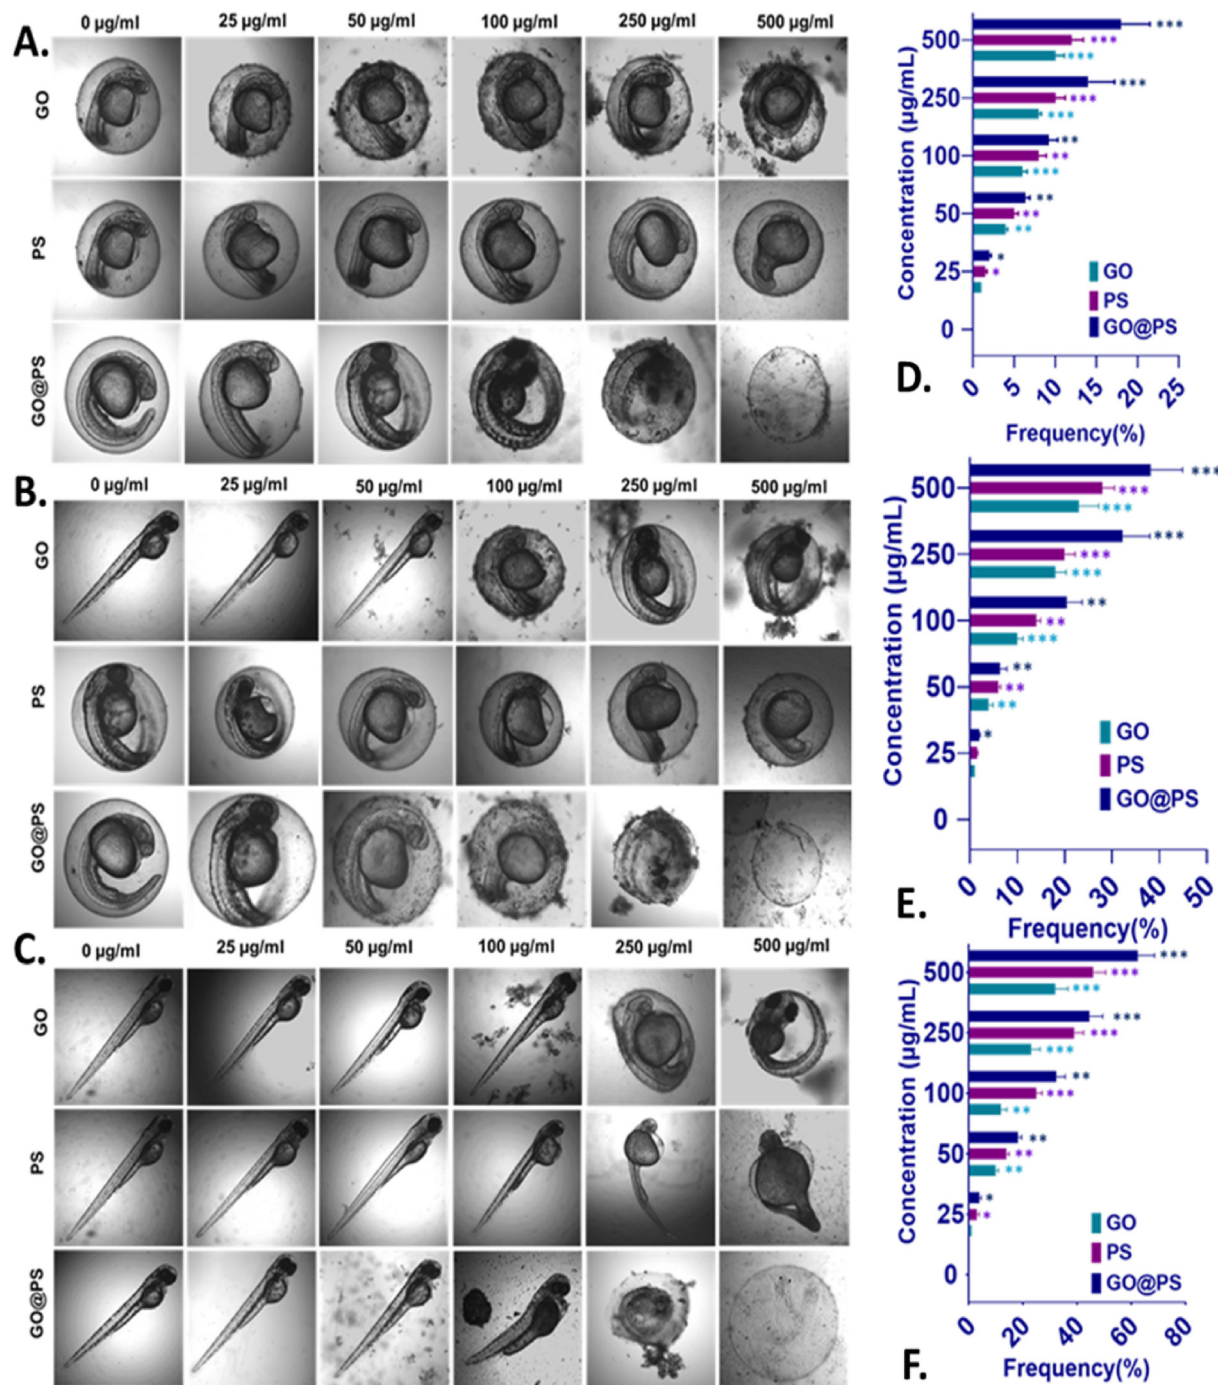 A.
0 µg/ml 25 µg/ml 50 µg/ml 100 µg/ml 250 µg/ml 500 µg/ml
GO
PS
GO@PS
B.
0 µg/ml 25 µg/ml 50 µg/ml 100 µg/ml 250 µg/ml 500 µg/ml
GO
PS
GO@PS
C.
0 µg/ml 25 µg/ml 50 µg/ml 100 µg/ml 250 µg/ml 500 µg/ml
GO
PS
GO@PS
D.
Concentration (µg/mL)
500 *** *** ***
250 *** *** ***
100 ** ** ***
50 ** ** **
25 * *
0
GO
PS
GO@PS
0 5 10 15 20 25
Frequency(%)
E.
Concentration (µg/mL)
500 *** *** ***
250 *** *** ***
100 ** ** ***
50 ** ** **
25 *
0
GO
PS
GO@PS
0 10 20 30 40 50
Frequency(%)
F.
Concentration (µg/mL)
500 *** *** ***
250 *** *** ***
100 ** *** **
50 ** ** **
25 * *
0
GO
PS
GO@PS
0 20 40 60 80
Frequency(%)